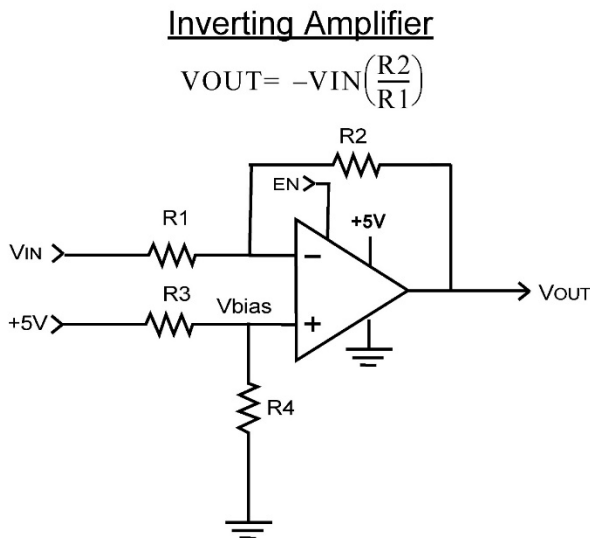 Inverting Amplifier
VOUT= –VIN(R2/R1)
R2
EN
+5V
R1
VIN
R3
Vbias
+5V
VOUT
R4